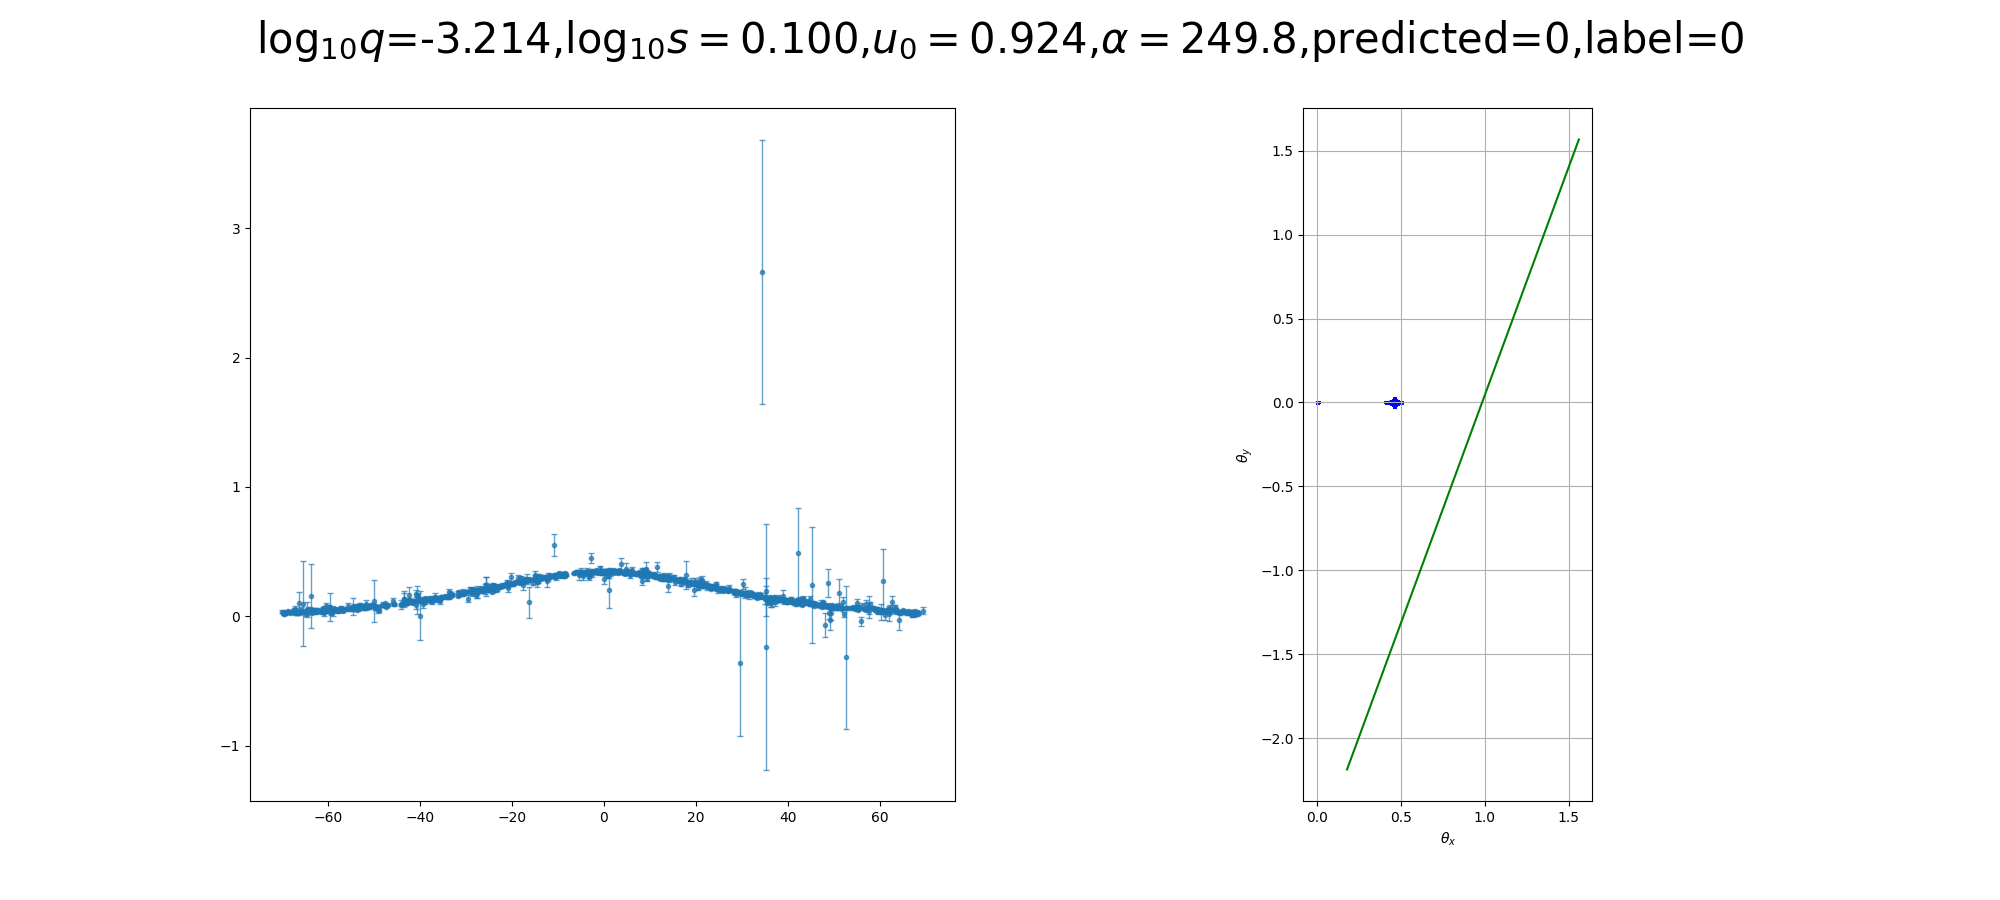 log₁₀q=-3.214,log₁₀s = 0.100,u₀ = 0.924,α = 249.8,predicted=0,label=0
3
2
1
0
−1
−60 −40 −20 0 20 40 60
1.5
1.0
0.5
0.0
−0.5
−1.0
−1.5
−2.0
θy
0.0 0.5 1.0 1.5
θx